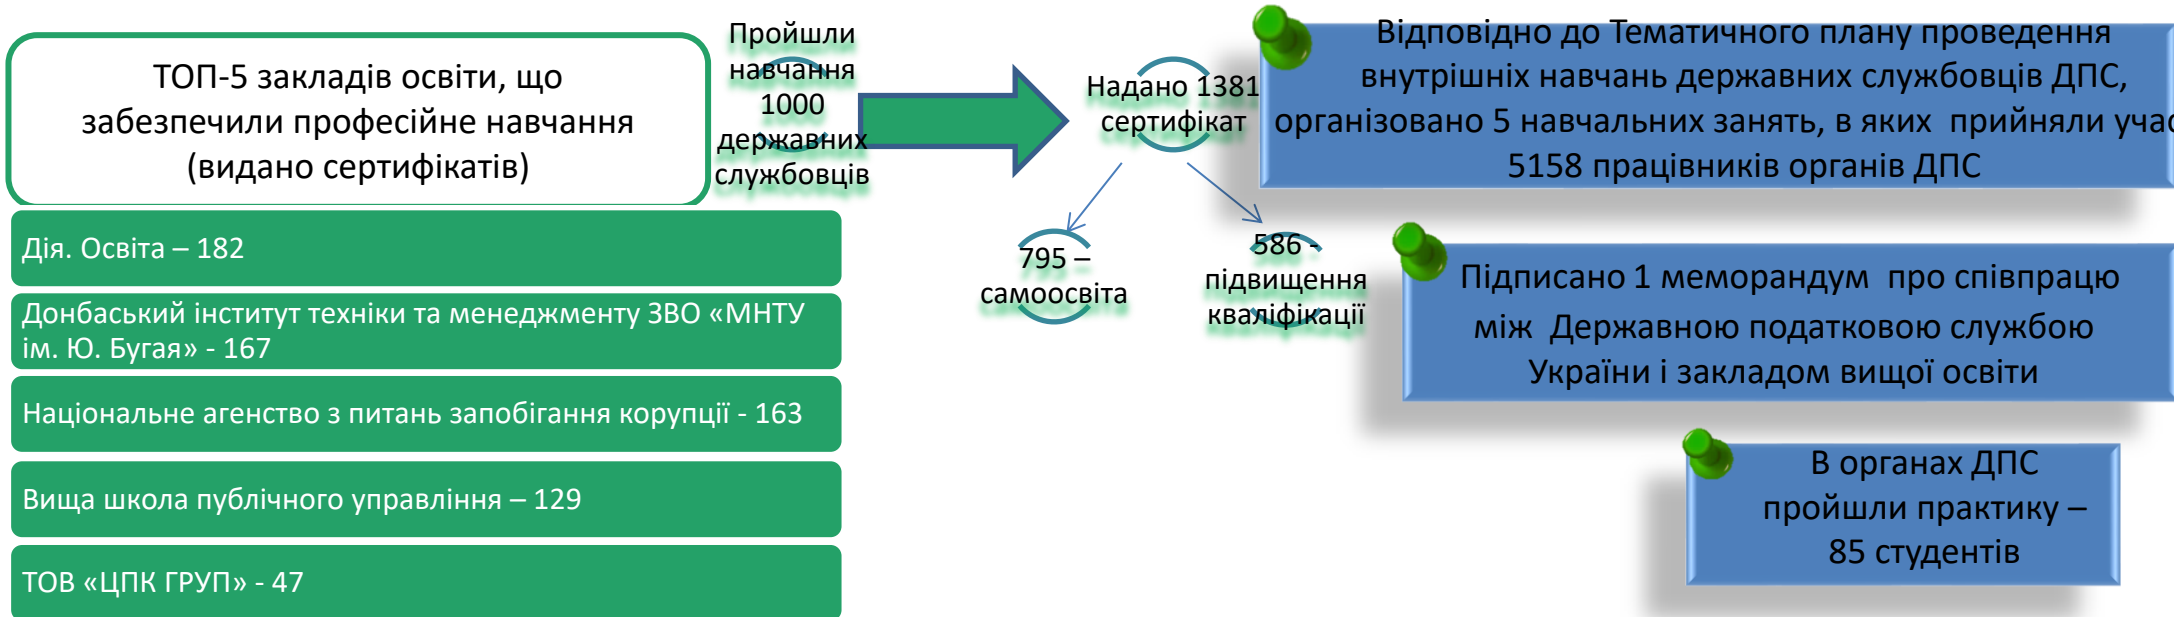 ТОП-5 закладів освіти, що
забезпечили професійне навчання
(видано сертифікатів)
Дія. Освіта – 182
Донбаський інститут техніки та менеджменту ЗВО «МНТУ
ім. Ю. Бугая» - 167
Національне агенство з питань запобігання корупції - 163
Вища школа публічного управління – 129
ТОВ «ЦПК ГРУП» - 47
Пройшли
навчання
1000
державних
службовців
Надано 1381
сертифікат
795 –
самоосвіта
586 -
підвищення
кваліфікації
Відповідно до Тематичного плану проведення
внутрішніх навчань державних службовців ДПС,
організовано 5 навчальних занять, в яких прийняли учас
5158 працівників органів ДПС
Підписано 1 меморандум про співпрацю
між Державною податковою службою
України і закладом вищої освіти
В органах ДПС
пройшли практику –
85 студентів